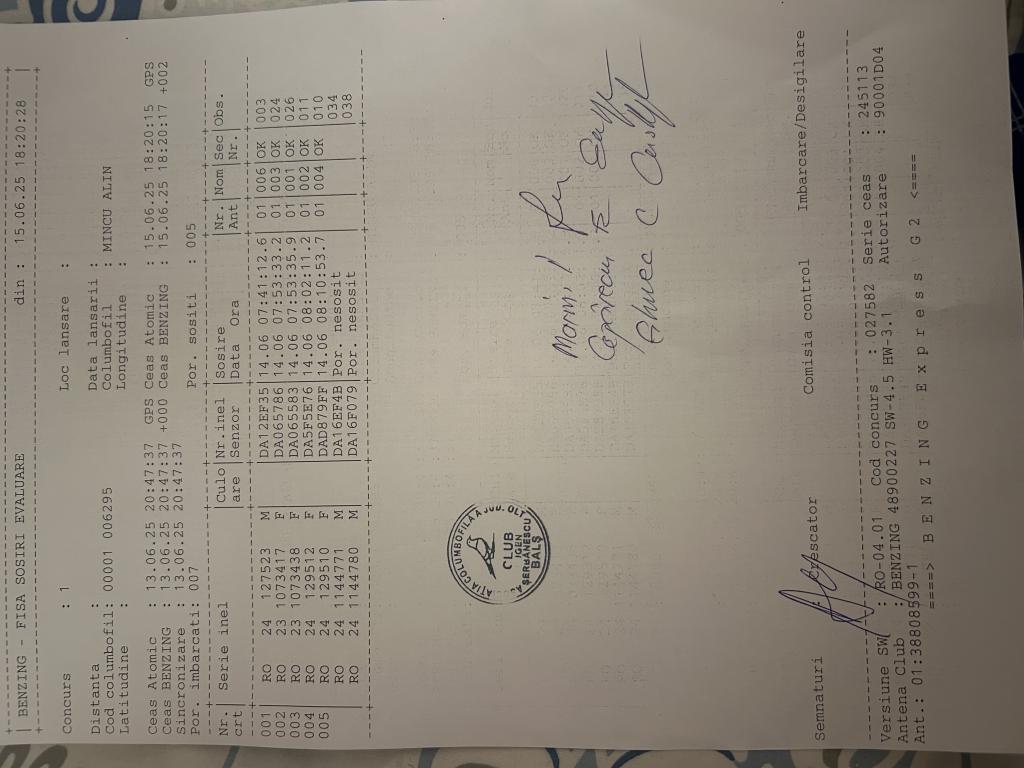 BENZING - FISA SOSIRI EVALUARE din : 15.06.25 18:20:28
Concurs : 1 Loc lansare :
Distanta : Data lansarii :
Cod columbofil : 00001 006295 Columbofil : MINCU ALIN
Latitudine : Longitudine :
Ceas Atomic : 13.06.25 20:47:37 GPS Ceas Atomic : 15.06.25 18:20:15 GPS
Ceas BENZING : 13.06.25 20:47:37 +000 Ceas BENZING : 15.06.25 18:20:17 +002
Sincronizare : 13.06.25 20:47:37
Por. imbarcati: 007 Por. sositi : 005
Nr. | Serie inel |Culo|Nr.inel |Sosire |Nr |Nom|Sec|Obs.
crt | |are |Senzor |Data Ora |Ant| |Nr.|
001 | RO 24 127523 M | |DA12EF35|14.06 07:41:12.6|01 |006|OK |003
002 | RO 23 1073417 F | |DA065786|14.06 07:53:33.2|01 |003|OK |024
003 | RO 23 1073438 F | |DA065583|14.06 07:53:35.9|01 |001|OK |026
004 | RO 24 129512 F | |DA5F5E76|14.06 08:02:11.2|01 |002|OK |011
005 | RO 24 129510 F | |DAD879FF|14.06 08:10:53.7|01 |004|OK |010
RO 24 1144771 M | |DA16EF4B|Por. nesosit 034
RO 24 1144780 M | |DA16F079|Por. nesosit 038
COLUMBOFILA A JUD. OLT
CLUB
IGEN
ȘERBANESCU
BALȘ
Semnaturi : Crescator Comisia control Imbarcare/Desigilare
Versiune SW : RO-04.01 Cod concurs : 027582 Serie ceas : 245113
Antena Club : BENZING 48900227 SW-4.5 HW-3.1 Autorizare : 90001D04
Ant.: 01:38808599-1
====> B E N Z I N G E x p r e s s G 2 <====